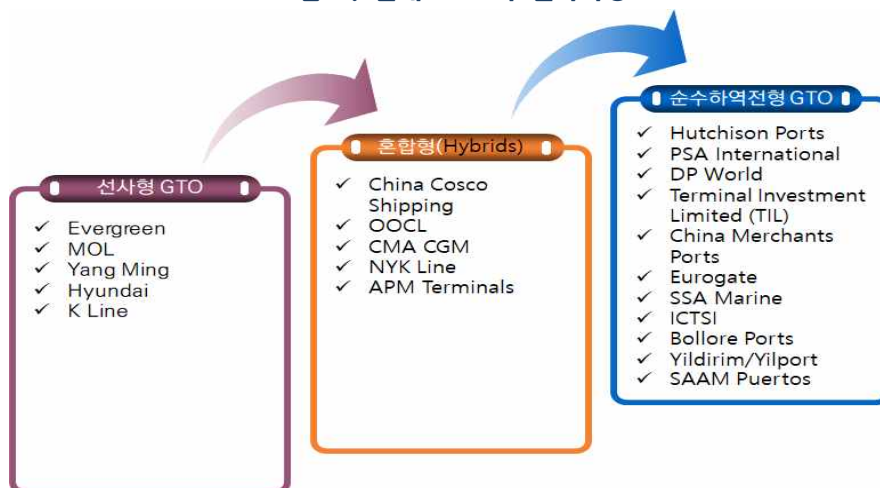 선사형 GTO
✓ Evergreen
✓ MOL
✓ Yang Ming
✓ Hyundai
✓ K Line
혼합형(Hybrids)
✓ China Cosco
Shipping
✓ OOCL
✓ CMA CGM
✓ NYK Line
✓ APM Terminals
순수하역전형 GTO
✓ Hutchison Ports
✓ PSA International
✓ DP World
✓ Terminal Investment
Limited (TIL)
✓ China Merchants
Ports
✓ Eurogate
✓ SSA Marine
✓ ICTSI
✓ Bollore Ports
✓ Yildirim/Yilport
✓ SAAM Puertos